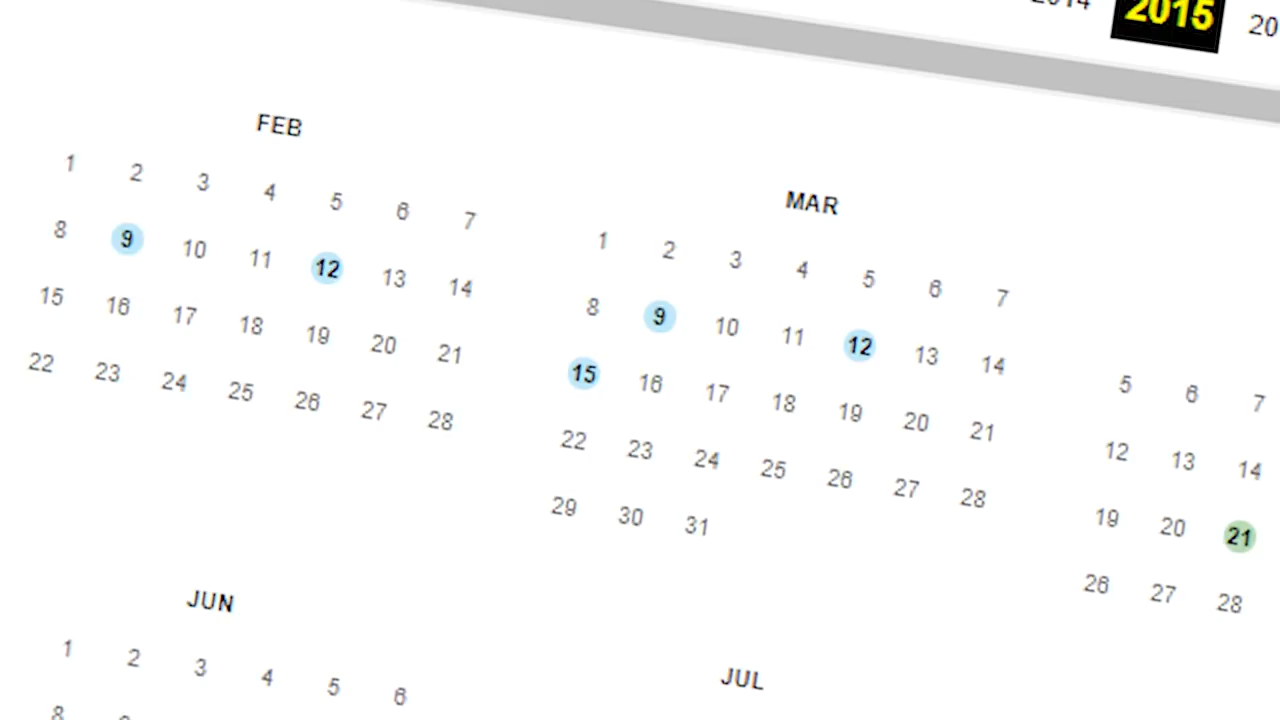 2014 2015 20
FEB
1 2 3 4 5 6 7
8 9 10 11 12 13 14
15 16 17 18 19 20 21
22 23 24 25 26 27 28
MAR
1 2 3 4 5 6 7
8 9 10 11 12 13 14
15 16 17 18 19 20 21
22 23 24 25 26 27 28
29 30 31
5 6 7
12 13 14
19 20 21
26 27 28
JUN
1 2 3 4 5 6
8
JUL